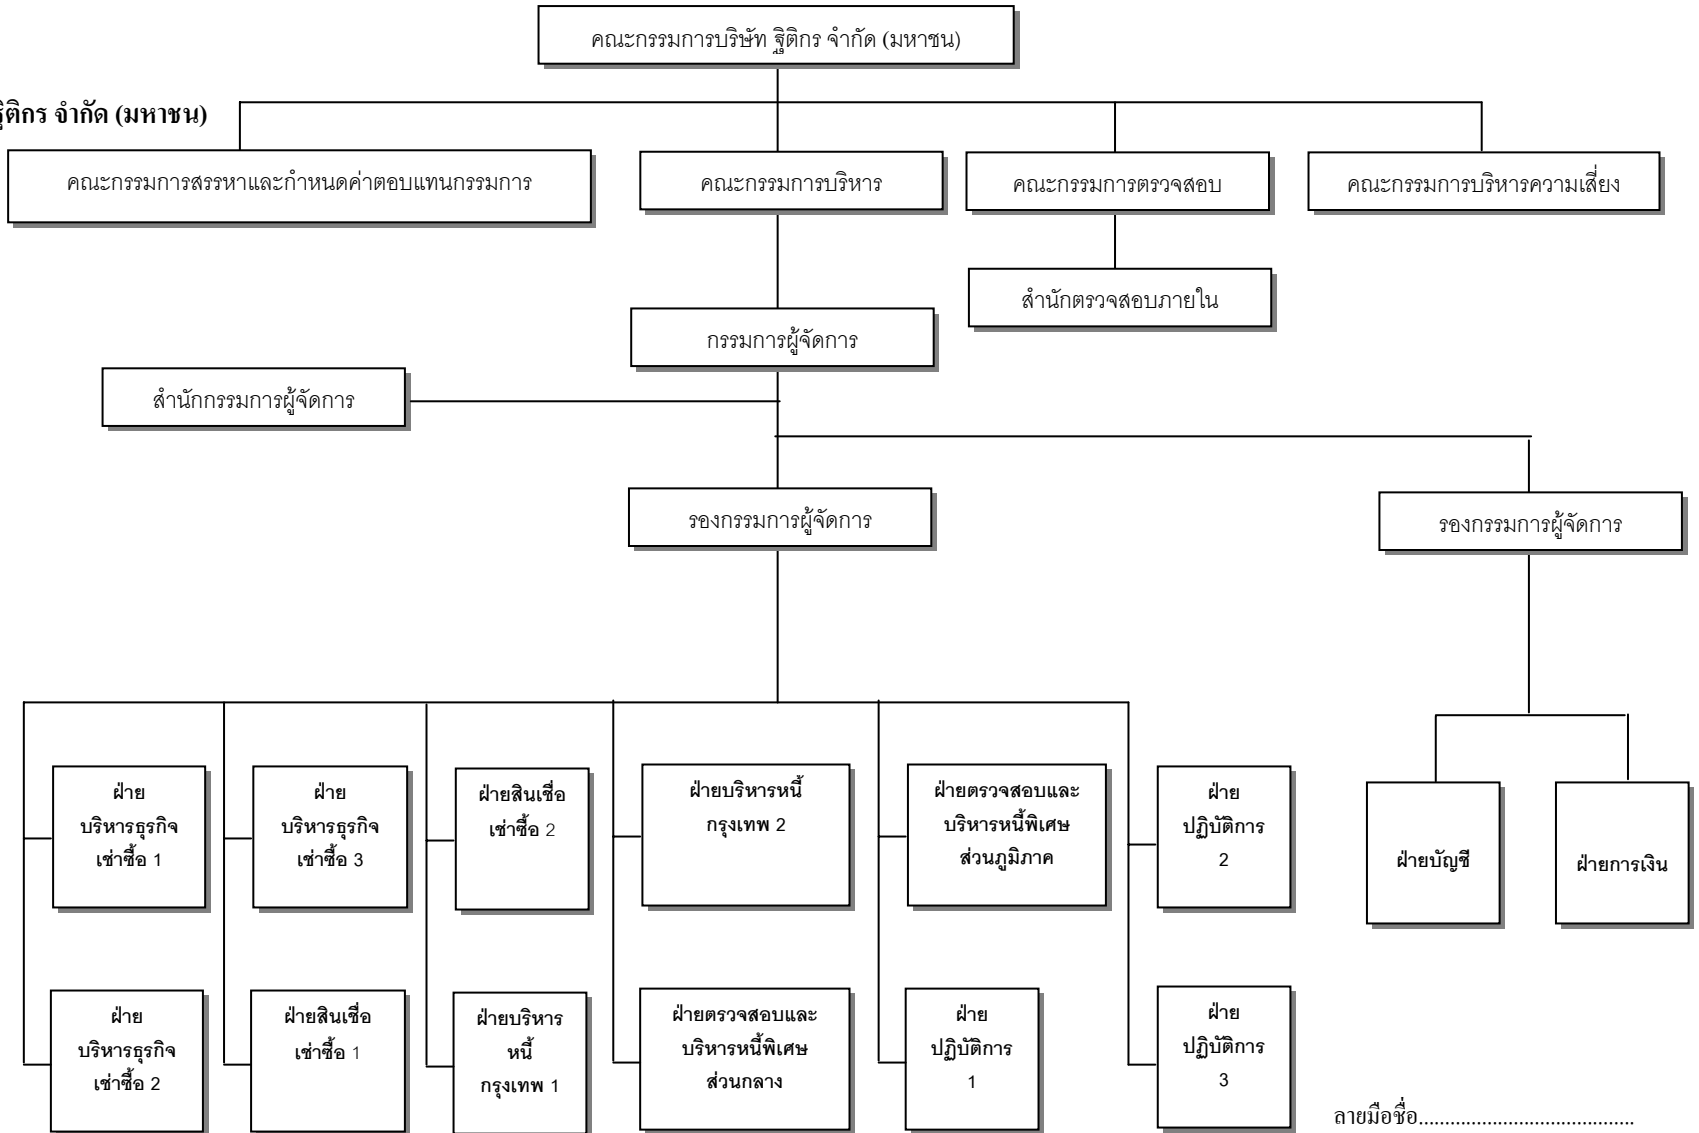 คณะกรรมการบริษัท ฐิติกร จำกัด (มหาชน)
ฐิติกร จำกัด (มหาชน)
คณะกรรมการสรรหาและกำหนดค่าตอบแทนกรรมการ
คณะกรรมการบริหาร
คณะกรรมการตรวจสอบ
คณะกรรมการบริหารความเสี่ยง
สำนักตรวจสอบภายใน
กรรมการผู้จัดการ
สำนักกรรมการผู้จัดการ
รองกรรมการผู้จัดการ
รองกรรมการผู้จัดการ
ฝ่าย
บริหารธุรกิจ
เช่าซื้อ 1
ฝ่าย
บริหารธุรกิจ
เช่าซื้อ 3
ฝ่ายสินเชื่อ
เช่าซื้อ 2
ฝ่ายบริหารหนี้
กรุงเทพ 2
ฝ่ายตรวจสอบและ
บริหารหนี้พิเศษ
ส่วนภูมิภาค
ฝ่าย
ปฏิบัติการ
2
ฝ่ายบัญชี
ฝ่ายการเงิน
ฝ่าย
บริหารธุรกิจ
เช่าซื้อ 2
ฝ่ายสินเชื่อ
เช่าซื้อ 1
ฝ่ายบริหาร
หนี้
กรุงเทพ 1
ฝ่ายตรวจสอบและ
บริหารหนี้พิเศษ
ส่วนกลาง
ฝ่าย
ปฏิบัติการ
1
ฝ่าย
ปฏิบัติการ
3
ลายมือชื่อ.........................................